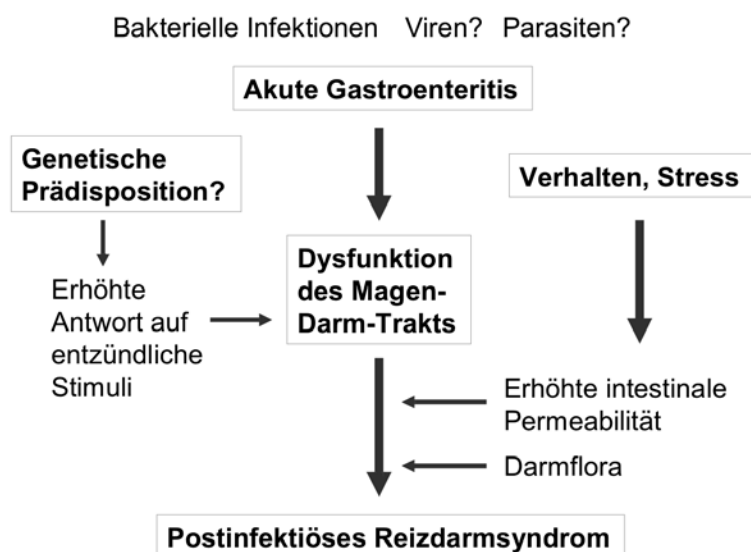 Bakterielle Infektionen Viren? Parasiten?
Akute Gastroenteritis
Genetische
Prädisposition?
Verhalten, Stress
Dysfunktion
des Magen-
Darm-Trakts
Erhöhte
Antwort auf
entzündliche
Stimuli
Erhöhte intestinale
Permeabilität
Darmflora
Postinfektiöses Reizdarmsyndrom